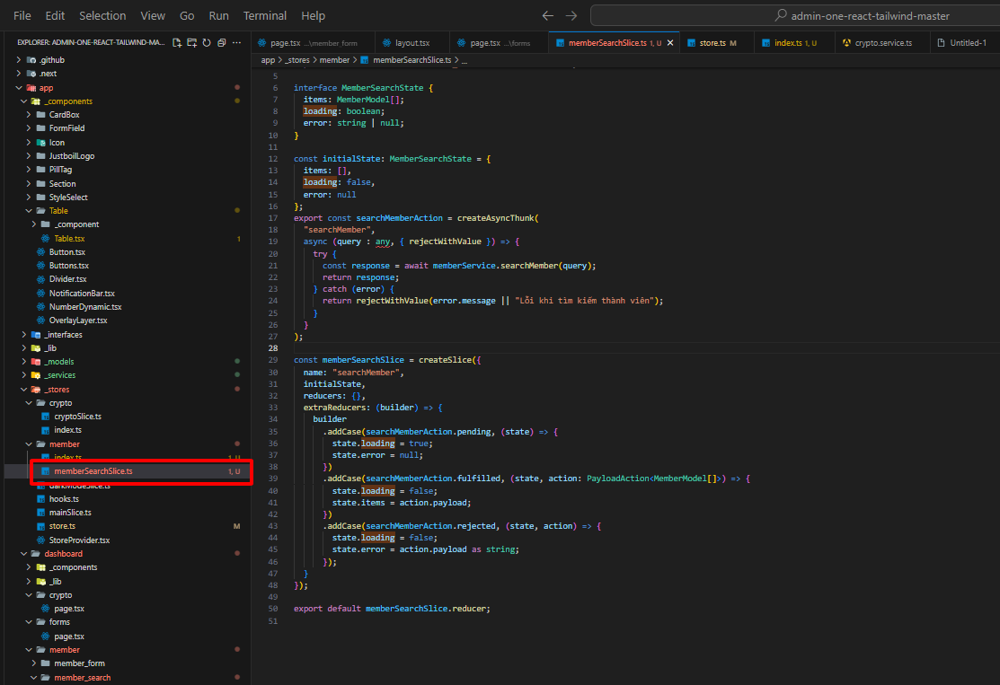 File Edit Selection View Go Run Terminal Help
admin-one-react-tailwind-master
EXPLORER: ADMIN-ONE-REACT-TAILWIND-MA...
.github
.next
app
_components
CardBox
FormField
Icon
JustboilLogo
PillTag
Section
StyleSelect
Table
_component
Table.tsx 1
Button.tsx
Buttons.tsx
Divider.tsx
NotificationBar.tsx
NumberDynamic.tsx
OverlayLayer.tsx
_interfaces
_lib
_models
_services
_stores
crypto
cryptoSlice.ts
index.ts
member
index.ts 1, U
memberSearchSlice.ts 1, U
darkModeSlice.ts
hooks.ts
mainSlice.ts
store.ts M
StoreProvider.tsx
dashboard
_components
_lib
crypto
page.tsx
forms
page.tsx
member
member_form
member_search
page.tsx ...\member_form layout.tsx page.tsx ...\forms memberSearchSlice.ts 1, U store.ts M index.ts 1, U crypto.service.ts Untitled-1
app > _stores > member > memberSearchSlice.ts > ...
5
6 interface MemberSearchState {
7 items: MemberModel[];
8 loading: boolean;
9 error: string | null;
10 }
11
12 const initialState: MemberSearchState = {
13 items: [],
14 loading: false,
15 error: null
16 };
17 export const searchMemberAction = createAsyncThunk(
18 "searchMember",
19 async (query : any, { rejectWithValue }) => {
20 try {
21 const response = await memberService.searchMember(query);
22 return response;
23 } catch (error) {
24 return rejectWithValue(error.message || "Lỗi khi tìm kiếm thành viên");
25 }
26 }
27 );
28
29 const memberSearchSlice = createSlice({
30 name: "searchMember",
31 initialState,
32 reducers: {},
33 extraReducers: (builder) => {
34 builder
35 .addCase(searchMemberAction.pending, (state) => {
36 state.loading = true;
37 state.error = null;
38 })
39 .addCase(searchMemberAction.fulfilled, (state, action: PayloadAction<MemberModel[]>) => {
40 state.loading = false;
41 state.items = action.payload;
42 })
43 .addCase(searchMemberAction.rejected, (state, action) => {
44 state.loading = false;
45 state.error = action.payload as string;
46 });
47 }
48 });
49
50 export default memberSearchSlice.reducer;
51